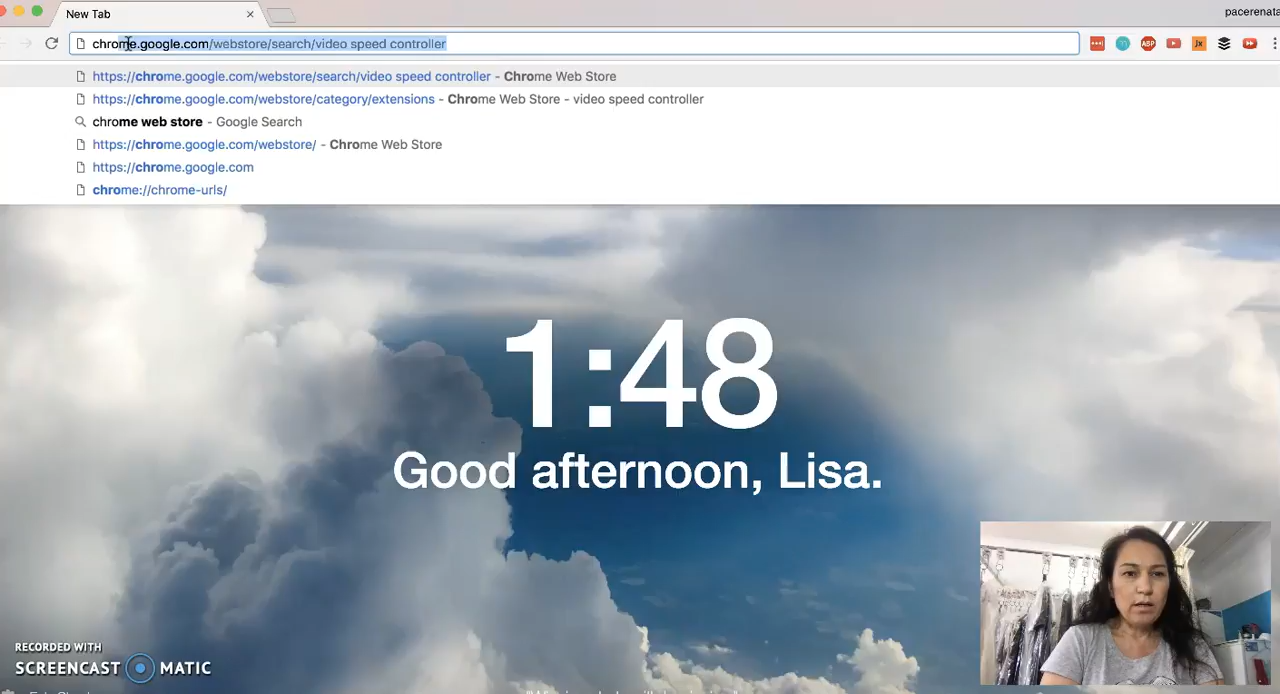 New Tab
pacerenata
chrome.google.com/webstore/search/video speed controller
ABP
Jx
https://chrome.google.com/webstore/search/video speed controller - Chrome Web Store
https://chrome.google.com/webstore/category/extensions - Chrome Web Store - video speed controller
chrome web store - Google Search
https://chrome.google.com/webstore/ - Chrome Web Store
https://chrome.google.com
chrome://chrome-urls/
1:48
Good afternoon, Lisa.
RECORDED WITH
SCREENCAST MATIC